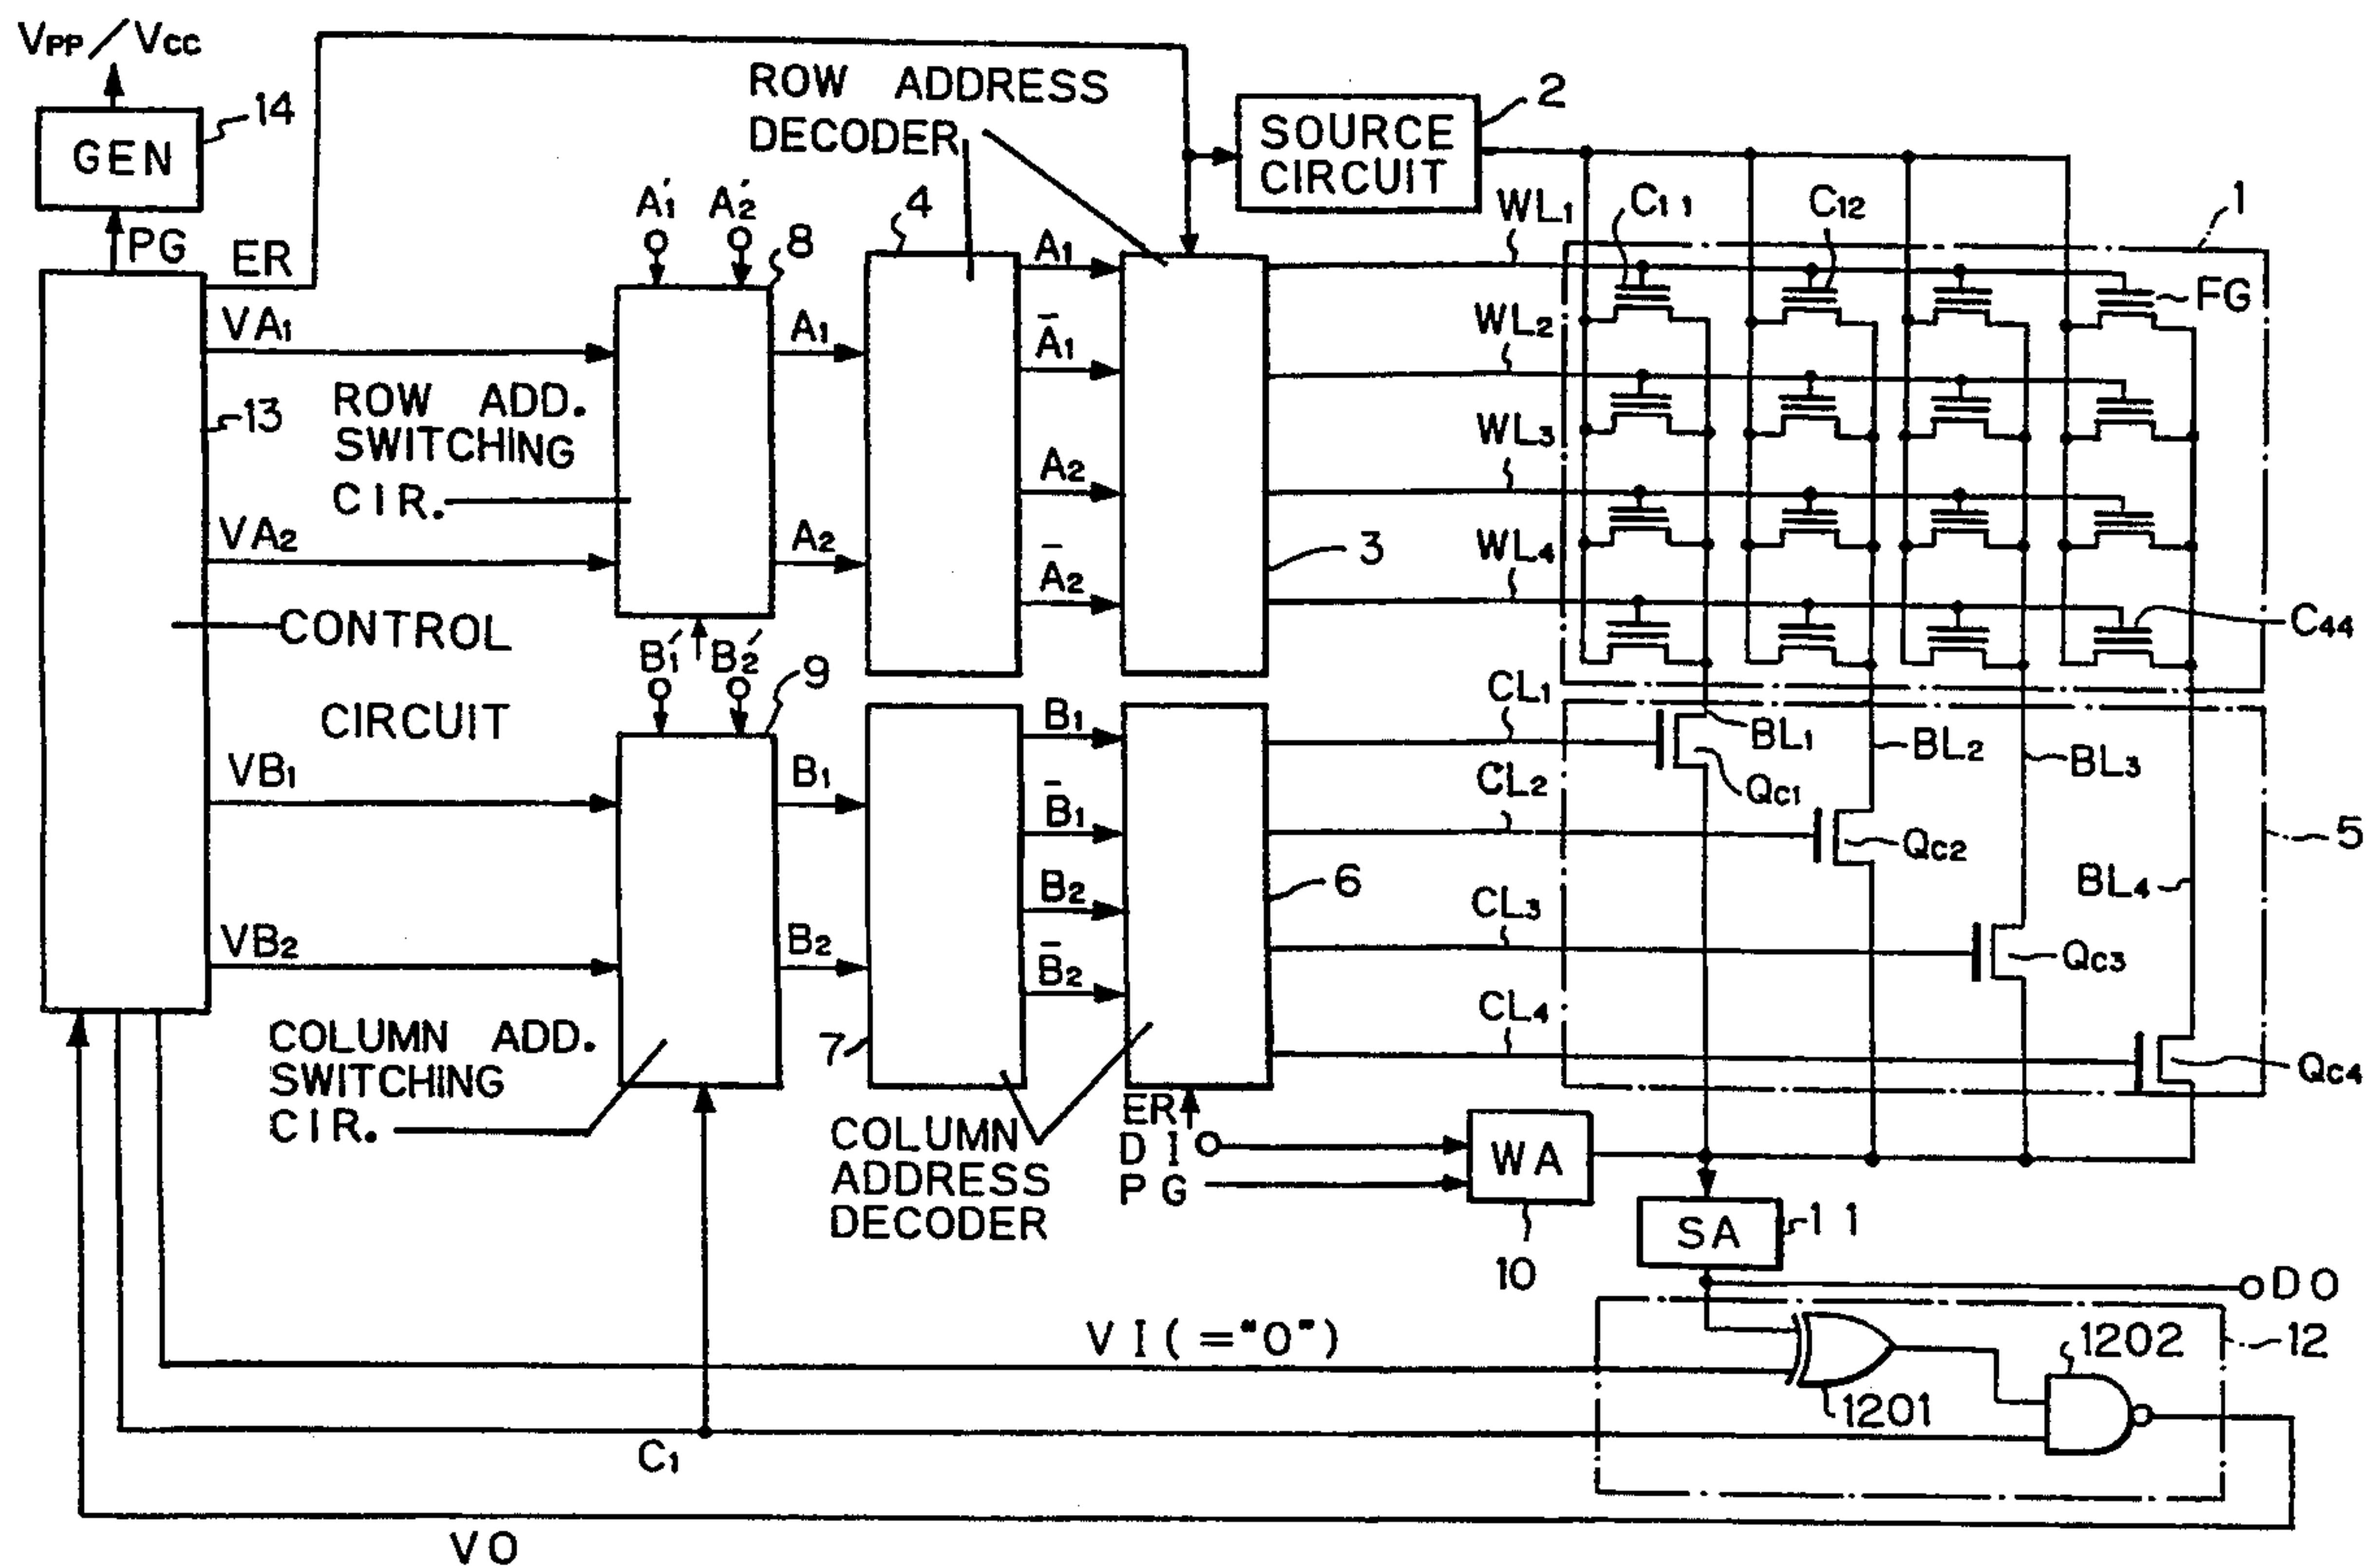 VPP/VCC
GEN
14
PG
ER
ROW ADDRESS
DECODER
SOURCE
CIRCUIT
2
A1' A2'
8
4
WL1
C11
C12
1
FG
VA1
A1
A1
A̅1
WL2
13
ROW ADD.
SWITCHING
CIR.
A2
WL3
VA2
A2
A̅2
3
WL4
C44
CONTROL
CIRCUIT
B1' B2'
9
CL1
BL1
BL2
BL3
QC1
VB1
B1
B1
B̅1
CL2
QC2
5
B2
6
BL4
VB2
B2
B̅2
CL3
QC3
CL4
QC4
COLUMN ADD.
SWITCHING
CIR.
7
COLUMN
ADDRESS
DECODER
ER
DI
PG
WA
10
SA
11
DO
VI(="0")
1201
1202
12
C1
VO